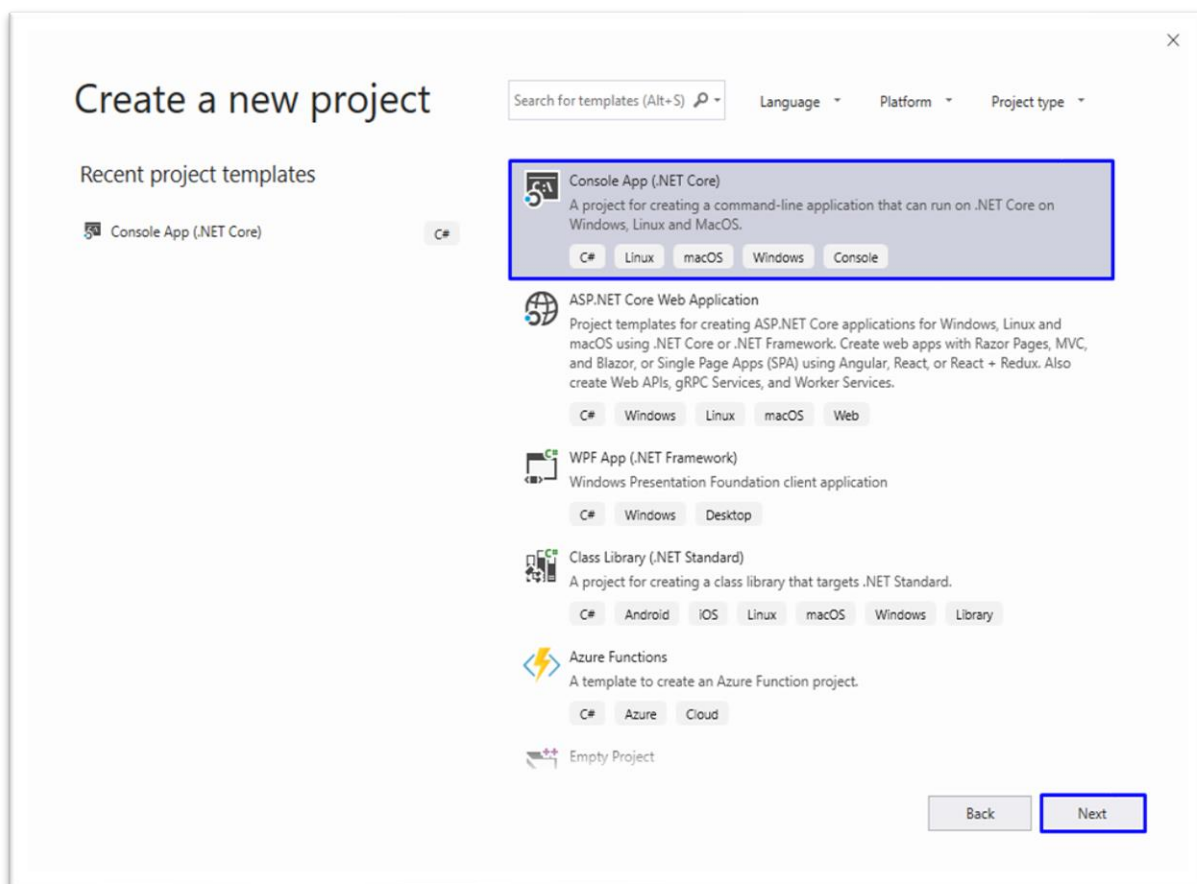 Create a new project
Search for templates (Alt+S)
Language
Platform
Project type
Recent project templates
Console App (.NET Core)
C#
Console App (.NET Core)
A project for creating a command-line application that can run on .NET Core on
Windows, Linux and MacOS.
C# Linux macOS Windows Console
ASP.NET Core Web Application
Project templates for creating ASP.NET Core applications for Windows, Linux and
macOS using .NET Core or .NET Framework. Create web apps with Razor Pages, MVC,
and Blazor, or Single Page Apps (SPA) using Angular, React, or React + Redux. Also
create Web APIs, gRPC Services, and Worker Services.
C# Windows Linux macOS Web
WPF App (.NET Framework)
Windows Presentation Foundation client application
C# Windows Desktop
Class Library (.NET Standard)
A project for creating a class library that targets .NET Standard.
C# Android iOS Linux macOS Windows Library
Azure Functions
A template to create an Azure Function project.
C# Azure Cloud
Empty Project
Back
Next